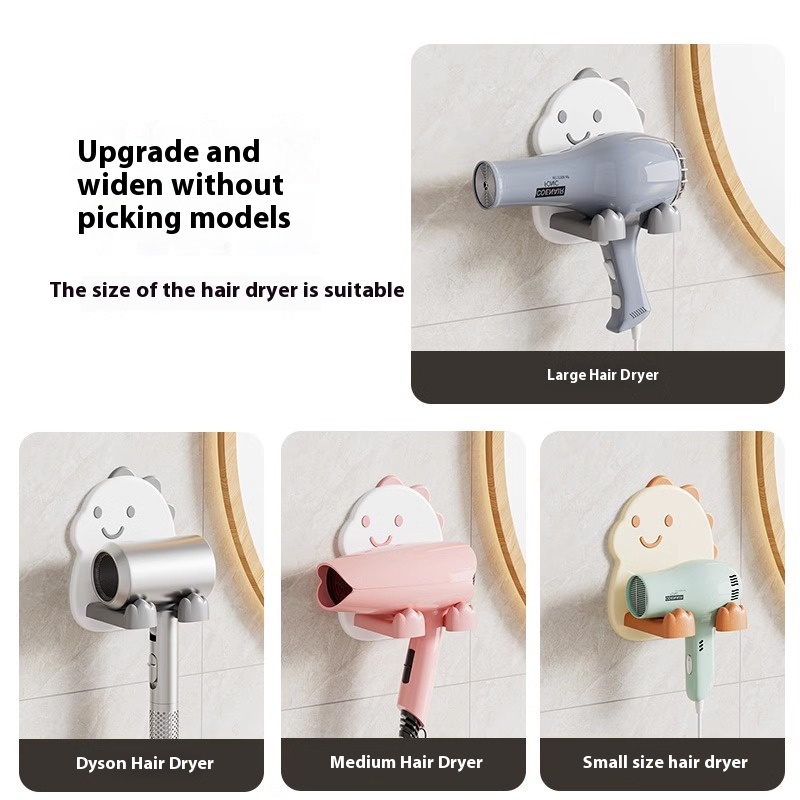 Upgrade and
widen without
picking models
The size of the hair dryer is suitable
Large Hair Dryer
Dyson Hair Dryer
Medium Hair Dryer
Small size hair dryer